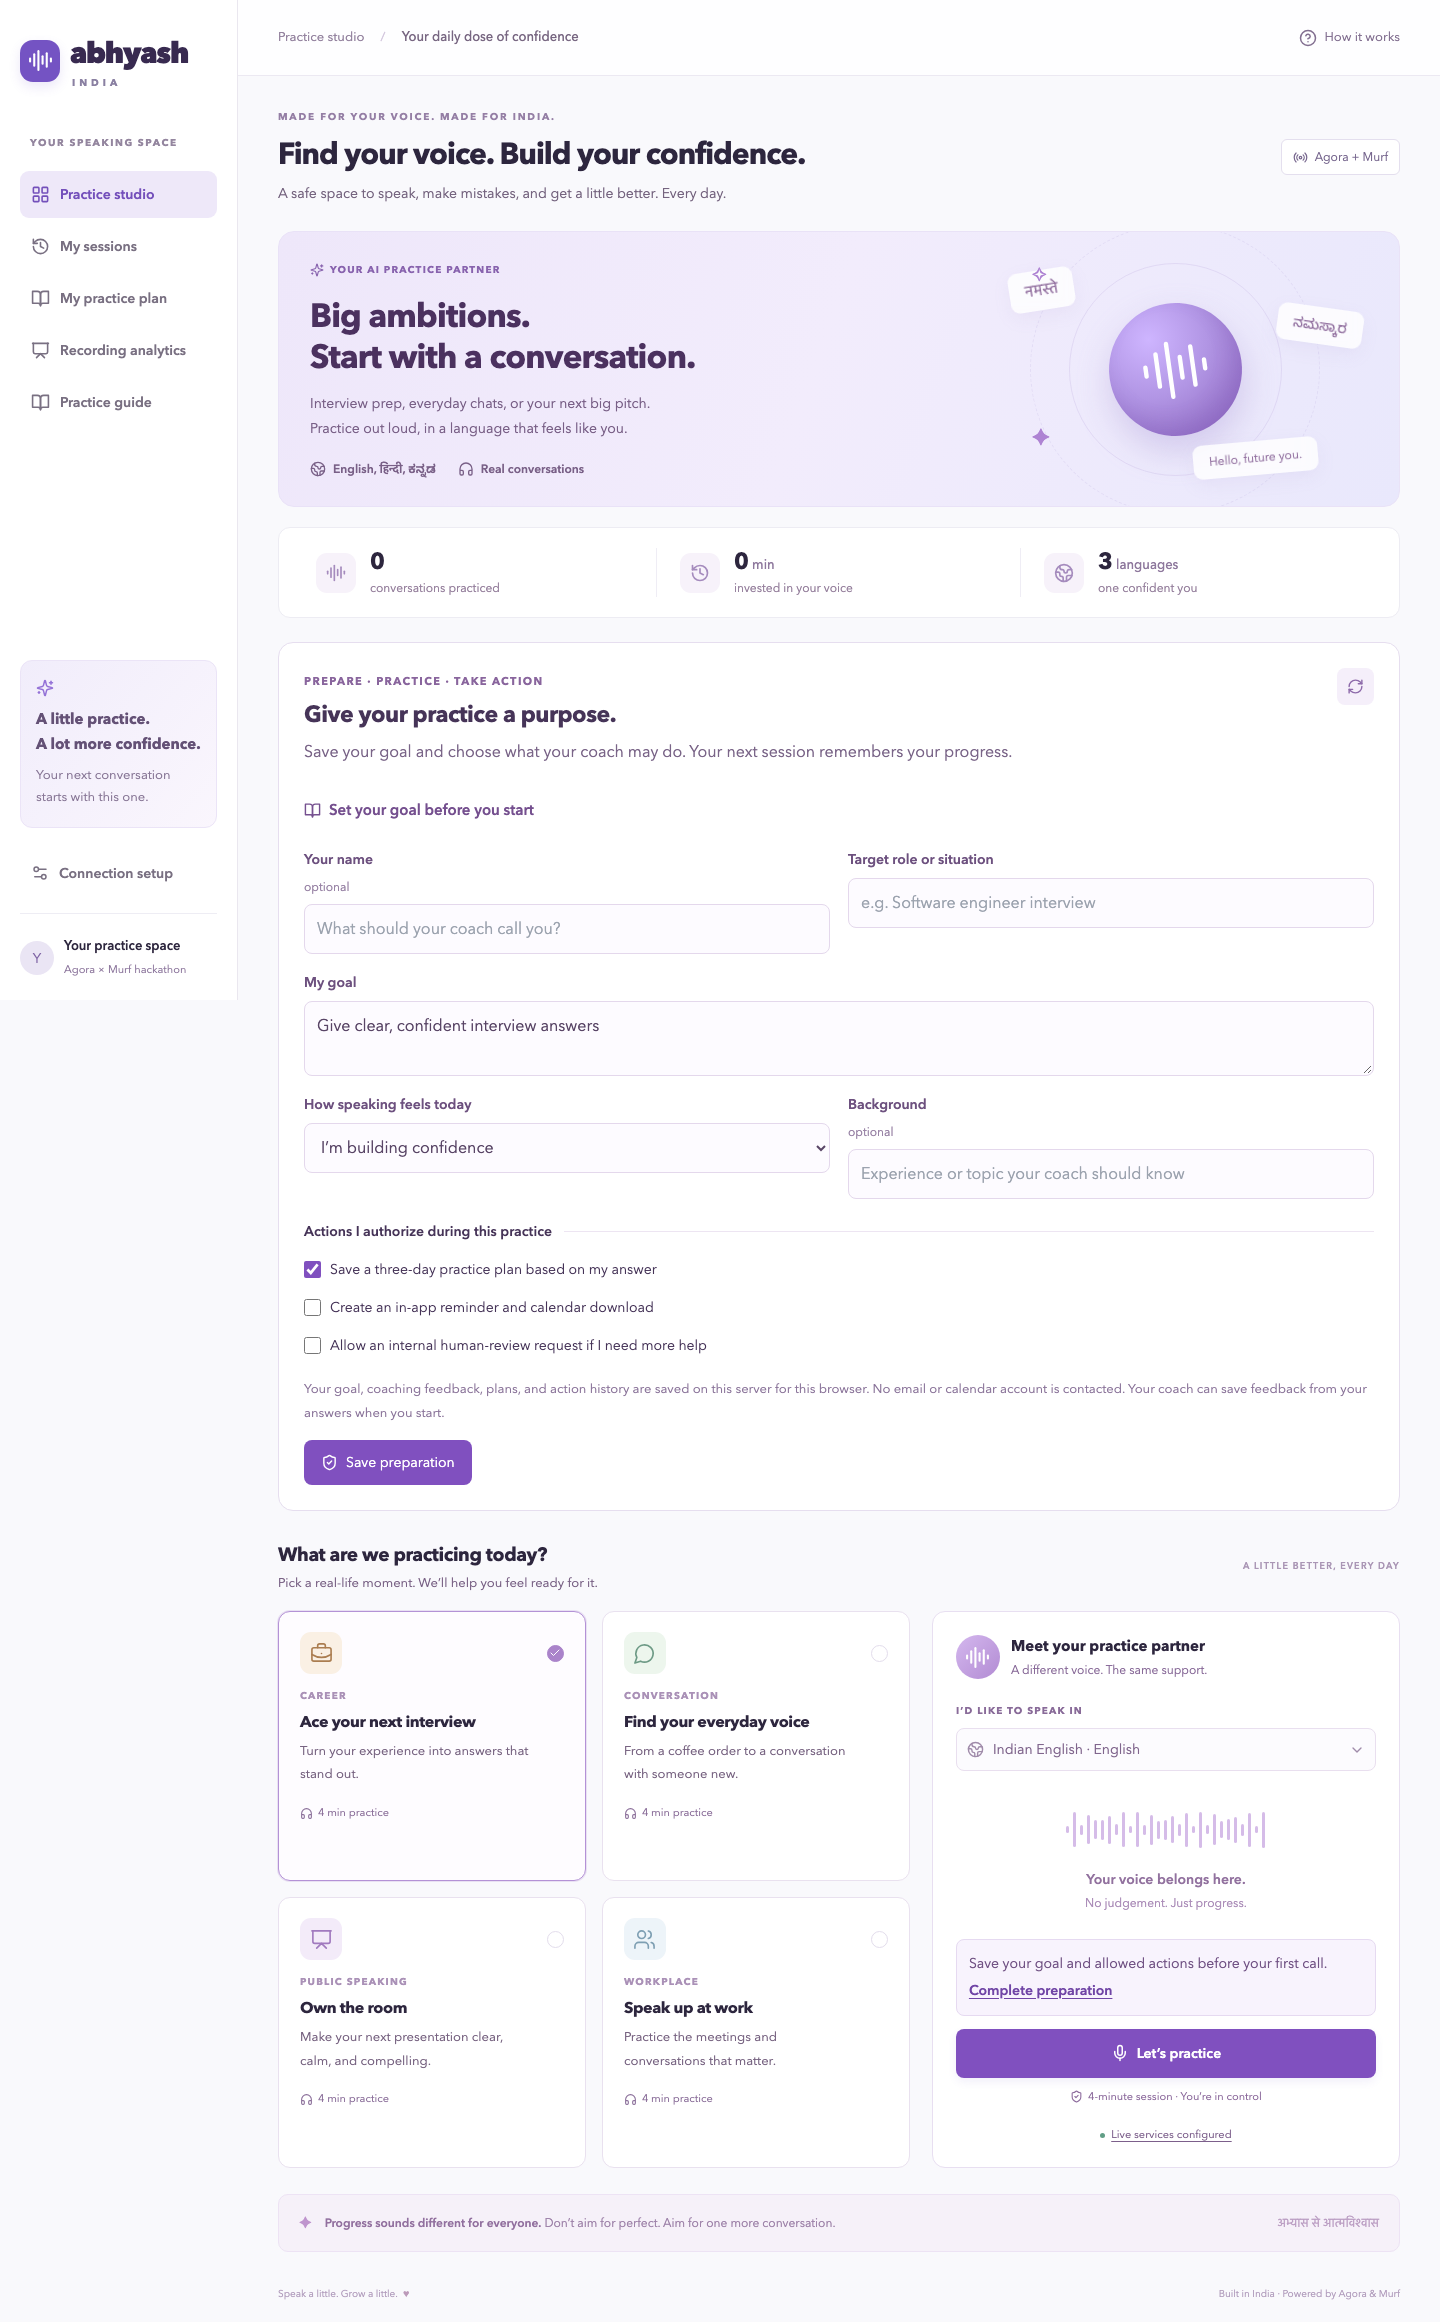 abhyash
INDIA
YOUR SPEAKING SPACE
Practice studio
My sessions
My practice plan
Recording analytics
Practice guide
A little practice.
A lot more confidence.
Your next conversation
starts with this one.
Connection setup
Y
Your practice space
Agora × Murf hackathon
Practice studio / Your daily dose of confidence
How it works
MADE FOR YOUR VOICE. MADE FOR INDIA.
Find your voice. Build your confidence.
A safe space to speak, make mistakes, and get a little better. Every day.
Agora + Murf
YOUR AI PRACTICE PARTNER
Big ambitions.
Start with a conversation.
Interview prep, everyday chats, or your next big pitch.
Practice out loud, in a language that feels like you.
English, हिन्दी, ಕನ್ನಡ
Real conversations
नमस्ते
ನಮಸ್ಕಾರ
Hello, future you.
0
conversations practiced
0 min
invested in your voice
3 languages
one confident you
PREPARE · PRACTICE · TAKE ACTION
Give your practice a purpose.
Save your goal and choose what your coach may do. Your next session remembers your progress.
Set your goal before you start
Your name
optional
What should your coach call you?
Target role or situation
e.g. Software engineer interview
My goal
Give clear, confident interview answers
How speaking feels today
I’m building confidence
Background
optional
Experience or topic your coach should know
Actions I authorize during this practice
Save a three-day practice plan based on my answer
Create an in-app reminder and calendar download
Allow an internal human-review request if I need more help
Your goal, coaching feedback, plans, and action history are saved on this server for this browser. No email or calendar account is contacted. Your coach can save feedback from your
answers when you start.
Save preparation
What are we practicing today?
Pick a real-life moment. We’ll help you feel ready for it.
A LITTLE BETTER, EVERY DAY
CAREER
Ace your next interview
Turn your experience into answers that
stand out.
4 min practice
CONVERSATION
Find your everyday voice
From a coffee order to a conversation
with someone new.
4 min practice
PUBLIC SPEAKING
Own the room
Make your next presentation clear,
calm, and compelling.
4 min practice
WORKPLACE
Speak up at work
Practice the meetings and
conversations that matter.
4 min practice
Meet your practice partner
A different voice. The same support.
I’D LIKE TO SPEAK IN
Indian English · English
Your voice belongs here.
No judgement. Just progress.
Save your goal and allowed actions before your first call.
Complete preparation
Let’s practice
4-minute session · You’re in control
Live services configured
Progress sounds different for everyone. Don’t aim for perfect. Aim for one more conversation.
अभ्यास से आत्मविश्वास
Speak a little. Grow a little. ♥
Built in India · Powered by Agora & Murf